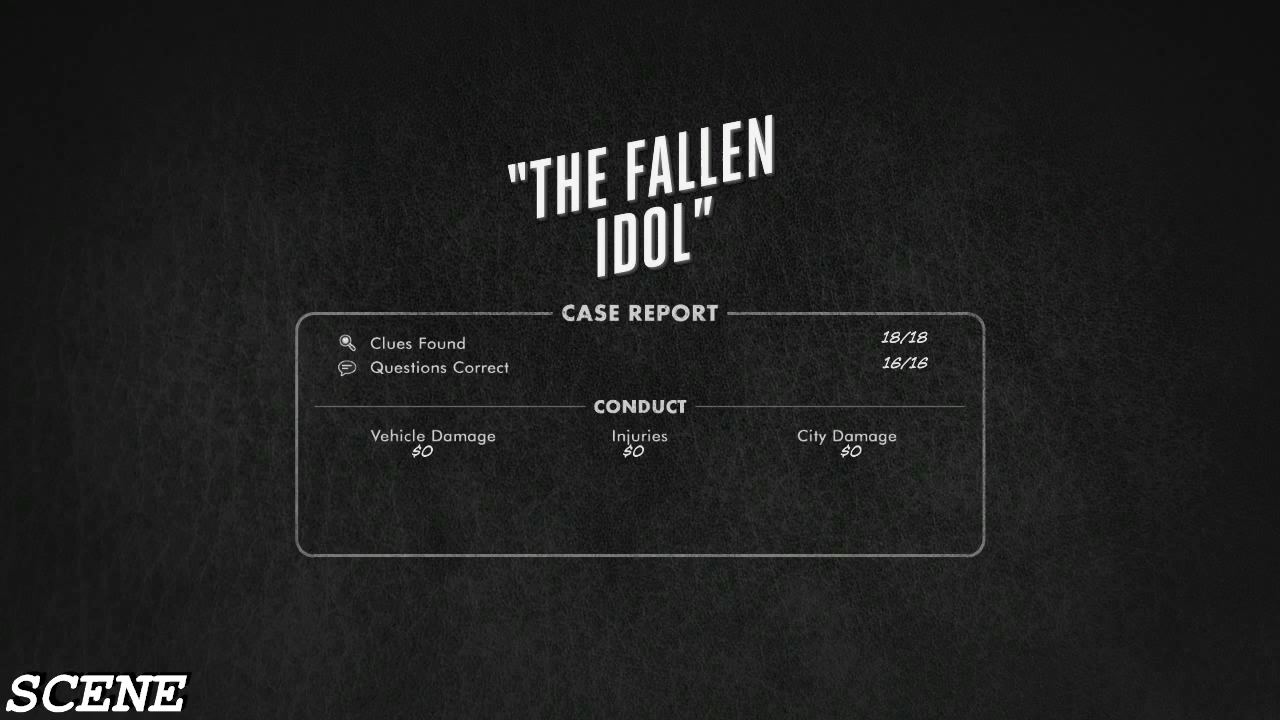 "THE FALLEN
IDOL"
CASE REPORT
Clues Found 18/18
Questions Correct 16/16
CONDUCT
Vehicle Damage Injuries City Damage
$0 $0 $0
SCENE